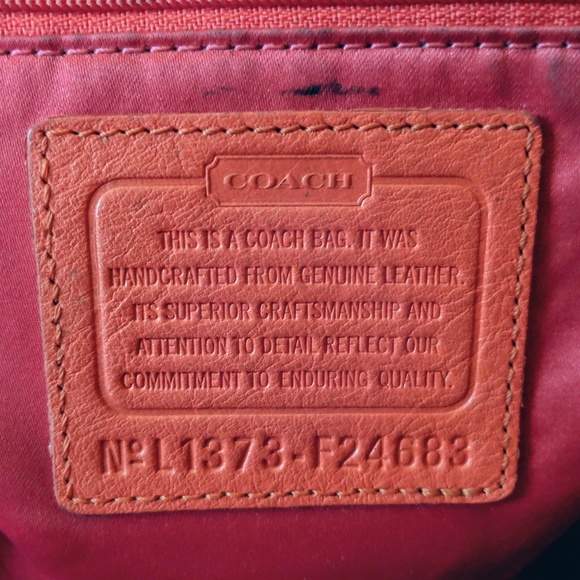 COACH
THIS IS A COACH BAG. IT WAS
HANDCRAFTED FROM GENUINE LEATHER.
ITS SUPERIOR CRAFTSMANSHIP AND
ATTENTION TO DETAIL REFLECT OUR
COMMITMENT TO ENDURING QUALITY.
Nº L1373-F24683